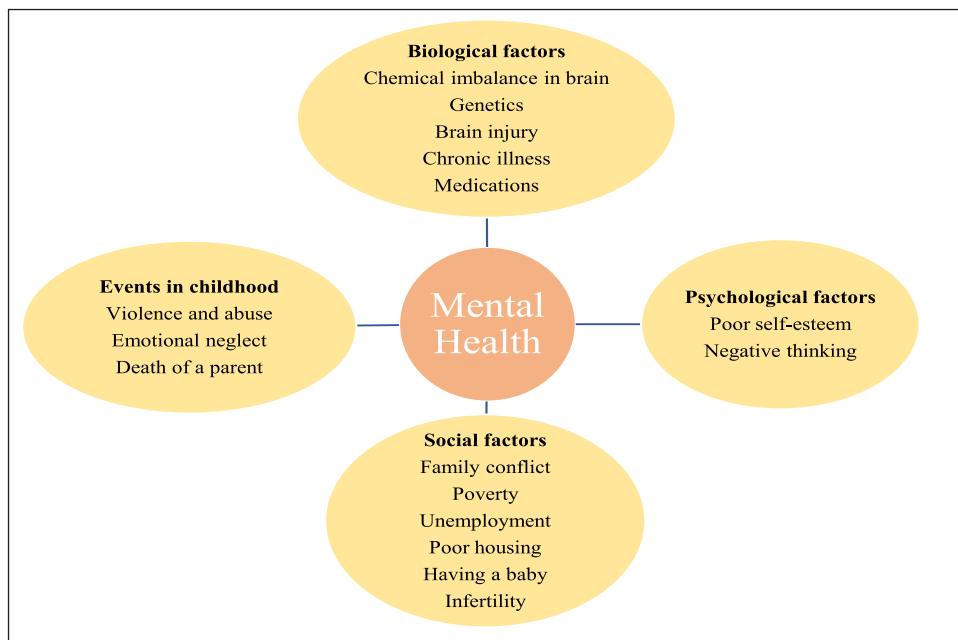 Biological factors
Chemical imbalance in brain
Genetics
Brain injury
Chronic illness
Medications
Events in childhood
Violence and abuse
Emotional neglect
Death of a parent
Mental
Health
Psychological factors
Poor self-esteem
Negative thinking
Social factors
Family conflict
Poverty
Unemployment
Poor housing
Having a baby
Infertility